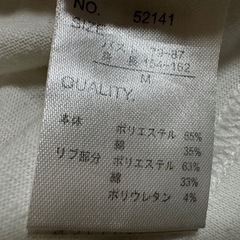 NO. 52141
SIZE
バスト 79-87
身長 154-162
M
QUALITY.
本体 ポリエステル 65%
綿 35%
リブ部分 ポリエステル 63%
綿 33%
ポリウレタン 4%